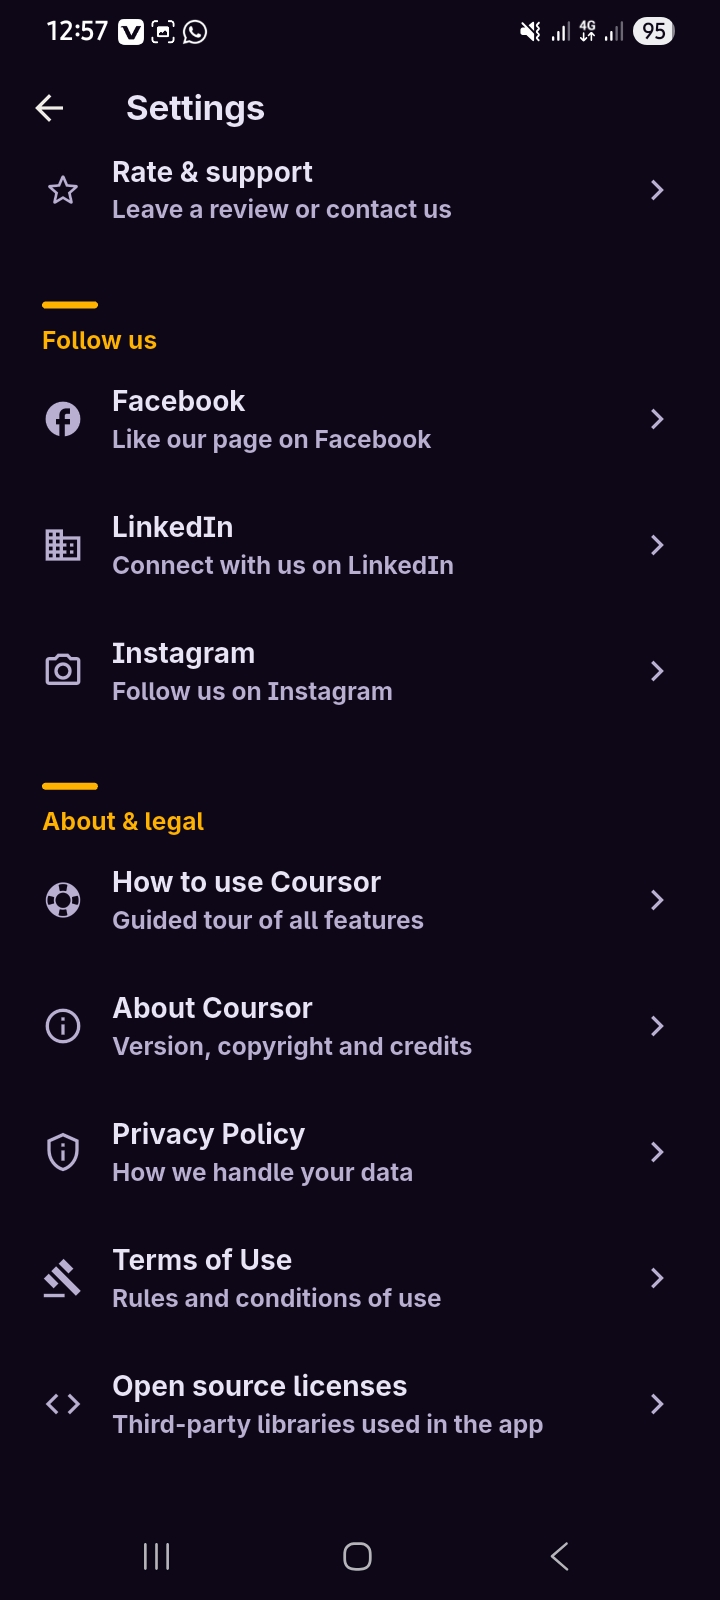 12:57
4G
95
Settings
Rate & support
Leave a review or contact us
Follow us
Facebook
Like our page on Facebook
LinkedIn
Connect with us on LinkedIn
Instagram
Follow us on Instagram
About & legal
How to use Coursor
Guided tour of all features
About Coursor
Version, copyright and credits
Privacy Policy
How we handle your data
Terms of Use
Rules and conditions of use
Open source licenses
Third-party libraries used in the app